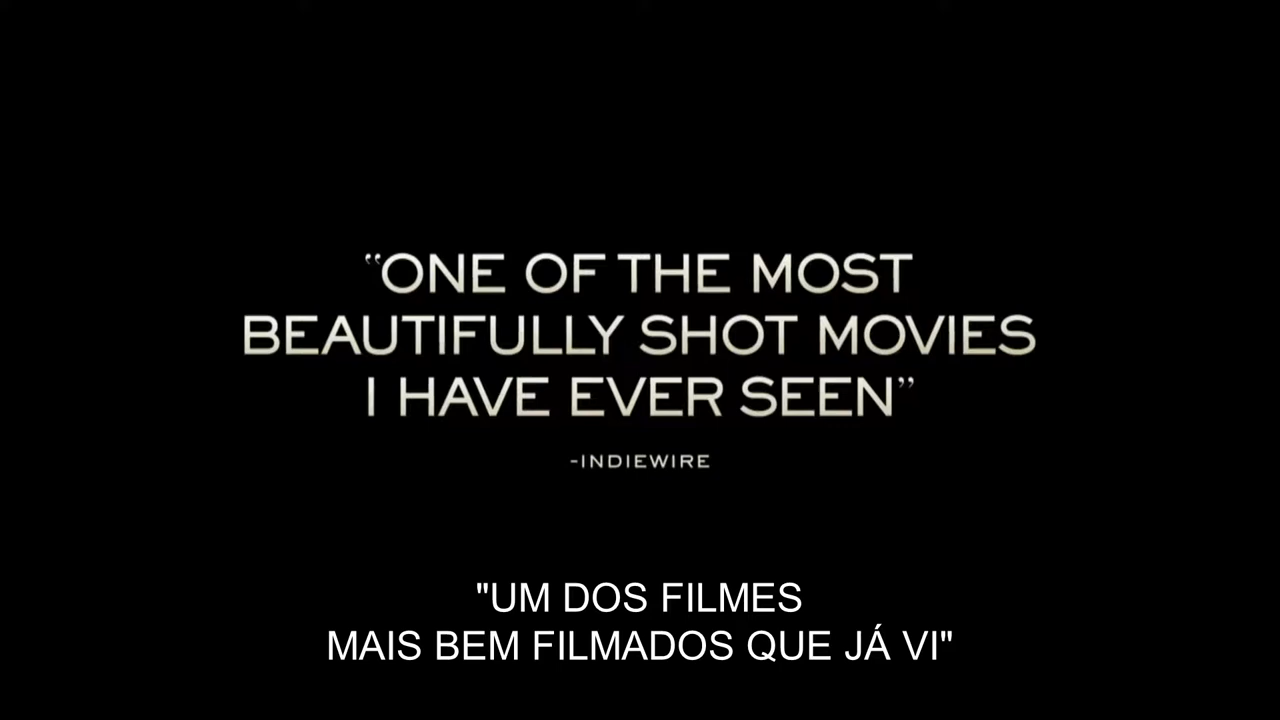 “ONE OF THE MOST
BEAUTIFULLY SHOT MOVIES
I HAVE EVER SEEN”
-INDIEWIRE
"UM DOS FILMES
MAIS BEM FILMADOS QUE JÁ VI"